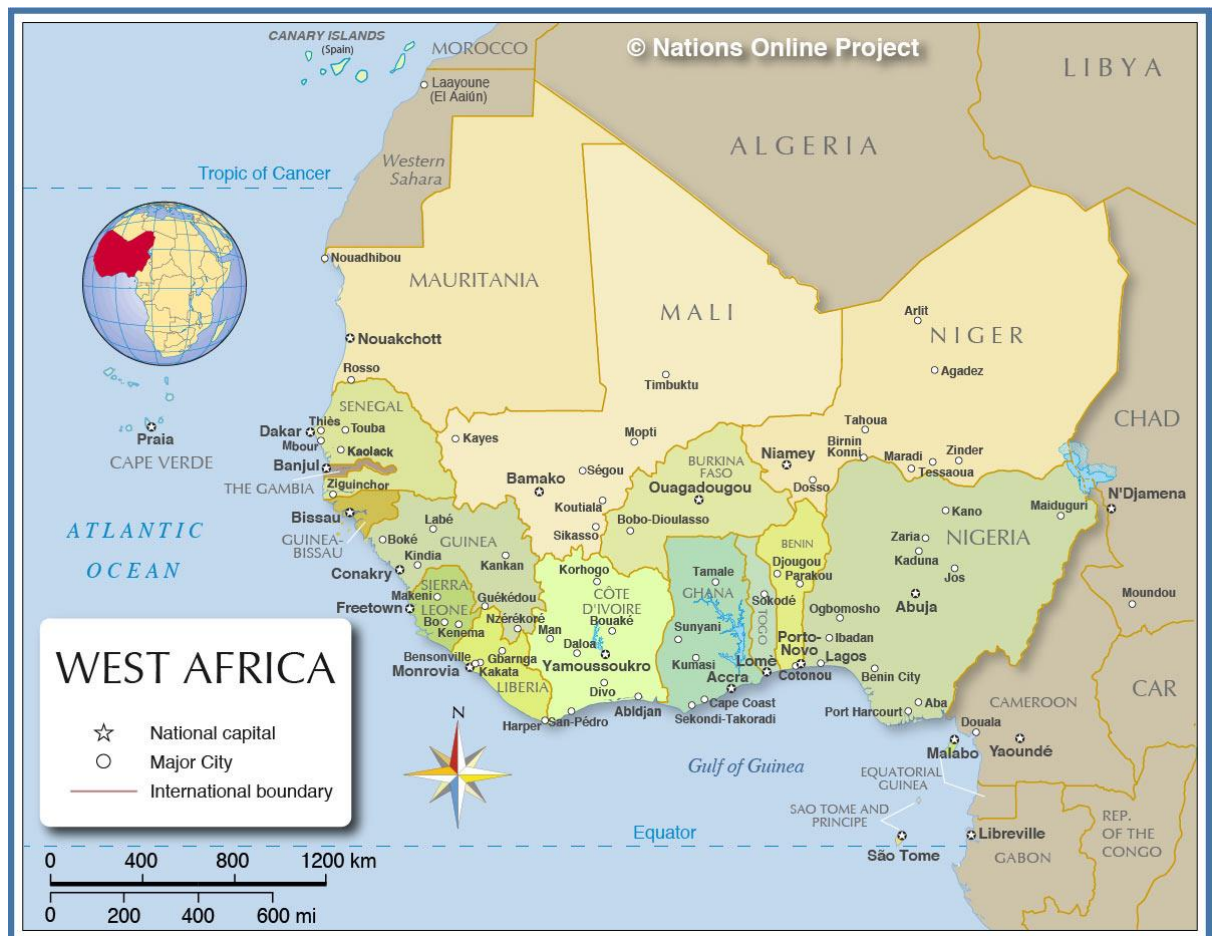 CANARY ISLANDS
(Spain)
MOROCCO
© Nations Online Project
LIBYA
Laayoune
(El Aaiún)
ALGERIA
Western
Sahara
Tropic of Cancer
Nouadhibou
MAURITANIA
MALI
Arlit
NIGER
Nouakchott
Rosso
Timbuktu
Agadez
SENEGAL
CHAD
Thiès
Touba
Dakar
Mbour
Kayes
Mopti
Tahoua
Birnin
Konni
Praia
CAPE VERDE
Kaolack
Banjul
THE GAMBIA
Ségou
BURKINA
FASO
Niamey
Maradi
Zinder
Tessaoua
Bamako
Ziguinchor
Ouagadougou
Dosso
N'Djamena
Koutiala
Bissau
GUINEA-
BISSAU
Labé
GUINEA
Bobo-Dioulasso
Kano
Maiduguri
ATLANTIC
OCEAN
Boké
Kindia
Sikasso
BENIN
Zaria
NIGERIA
Kaduna
Kankan
Conakry
Korhogo
Tamale
GHANA
Djougou
Parakou
Jos
SIERRA
LEONE
Makeni
Guékédou
CÔTE
D'IVOIRE
Sokodé
Moundou
Freetown
Abuja
Bo
Kenema
Nzérékoré
Man
Bouaké
Sunyani
TOGO
Ogbomosho
Ibadan
Daloa
Porto-
Novo
Bensonville
Gbarnga
Kakata
Yamoussoukro
Kumasi
Lomè
Cotonou
Lagos
Monrovia
LIBERIA
Accra
Benin City
CAR
Divo
Cape Coast
Aba
CAMEROON
Harper
San-Pédro
Abidjan
Sekondi-Takoradi
Port Harcourt
Douala
Malabo
Yaoundé
N
Gulf of Guinea
EQUATORIAL
GUINEA
SAO TOME AND
PRINCIPE
REP.
OF THE
CONGO
Equator
São Tome
Libreville
GABON
WEST AFRICA
National capital
Major City
International boundary
0 400 800 1200 km
0 200 400 600 mi